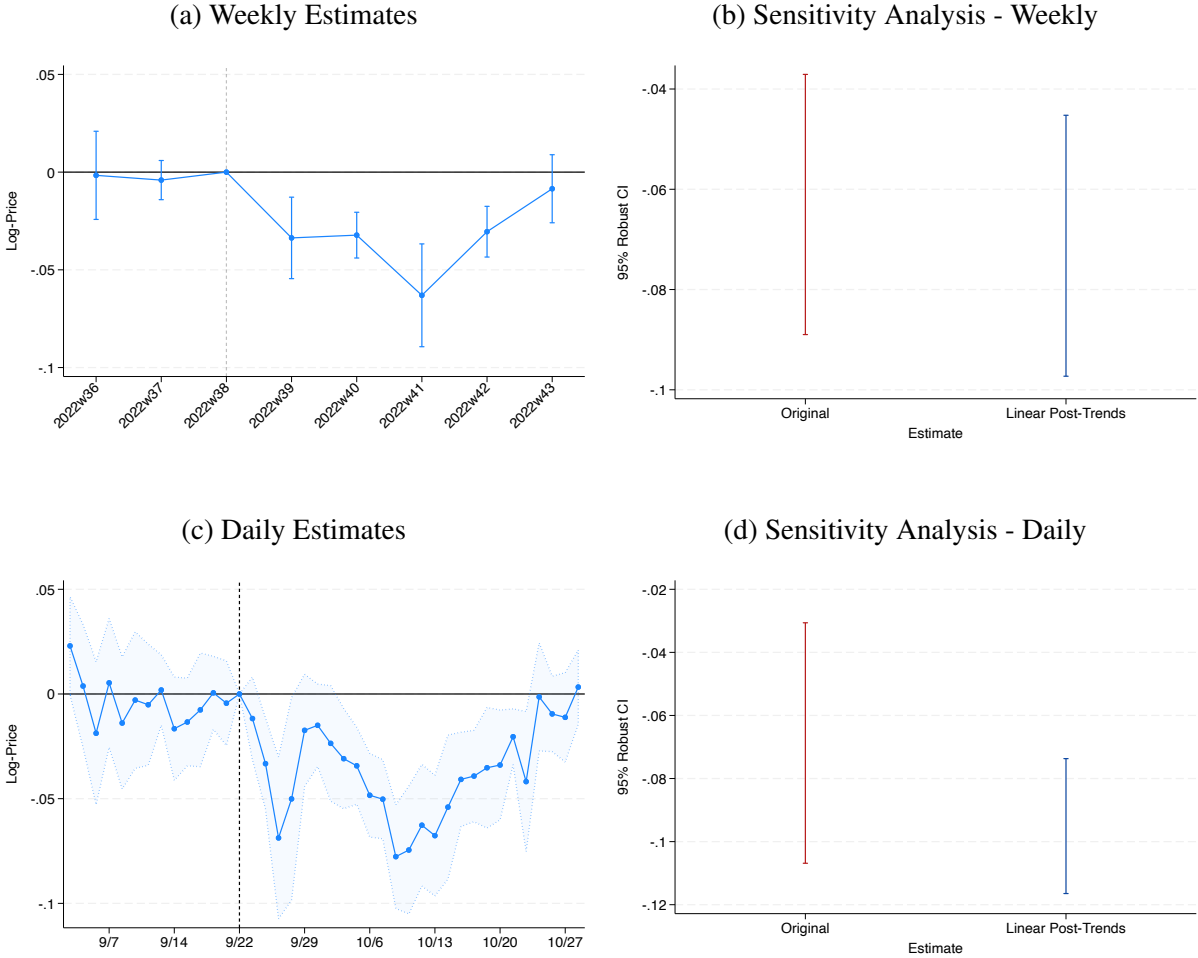 (a) Weekly Estimates
.05
0
-.05
-.1
Log-Price
2022w36
2022w37
2022w38
2022w39
2022w40
2022w41
2022w42
2022w43
(b) Sensitivity Analysis - Weekly
-.04
-.06
-.08
-.1
95% Robust CI
Original
Linear Post-Trends
Estimate
(c) Daily Estimates
.05
0
-.05
-.1
Log-Price
9/7
9/14
9/22
9/29
10/6
10/13
10/20
10/27
(d) Sensitivity Analysis - Daily
-.02
-.04
-.06
-.08
-.1
-.12
95% Robust CI
Original
Linear Post-Trends
Estimate